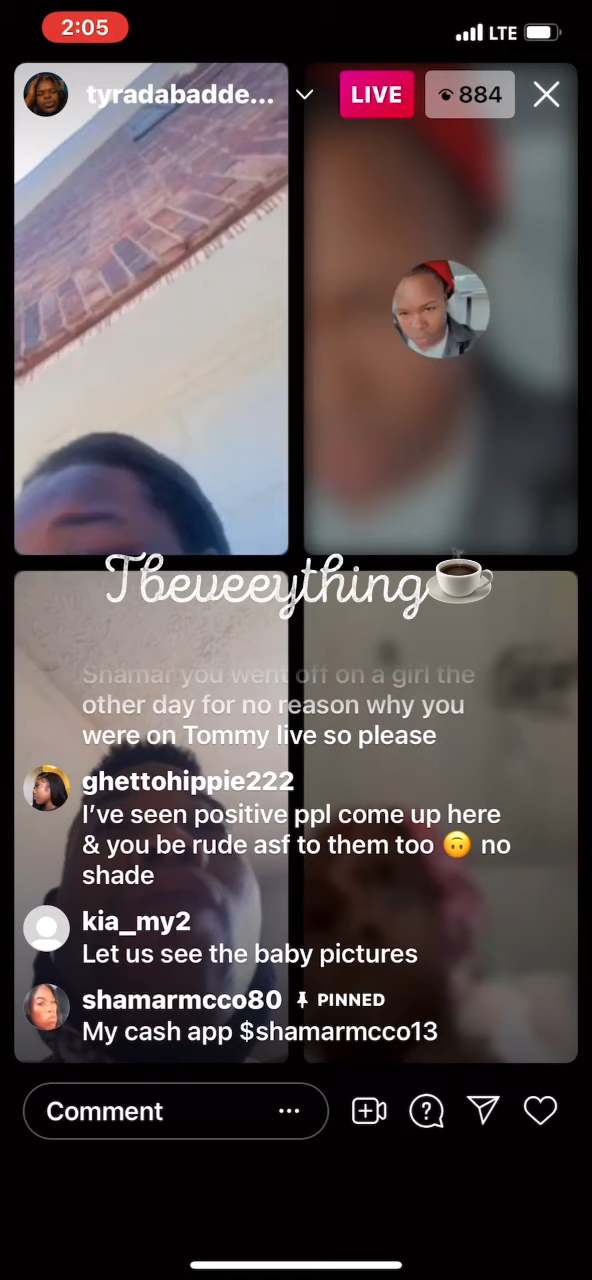 2:05
LTE
tyradabadde...
LIVE
884
Tbeveeything
Shamar you went off on a girl the
other day for no reason why you
were on Tommy live so please
ghettohippie222
I’ve seen positive ppl come up here
& you be rude asf to them too 🙃 no
shade
kia_my2
Let us see the baby pictures
shamarmcco80 PINNED
My cash app $shamarmcco13
Comment